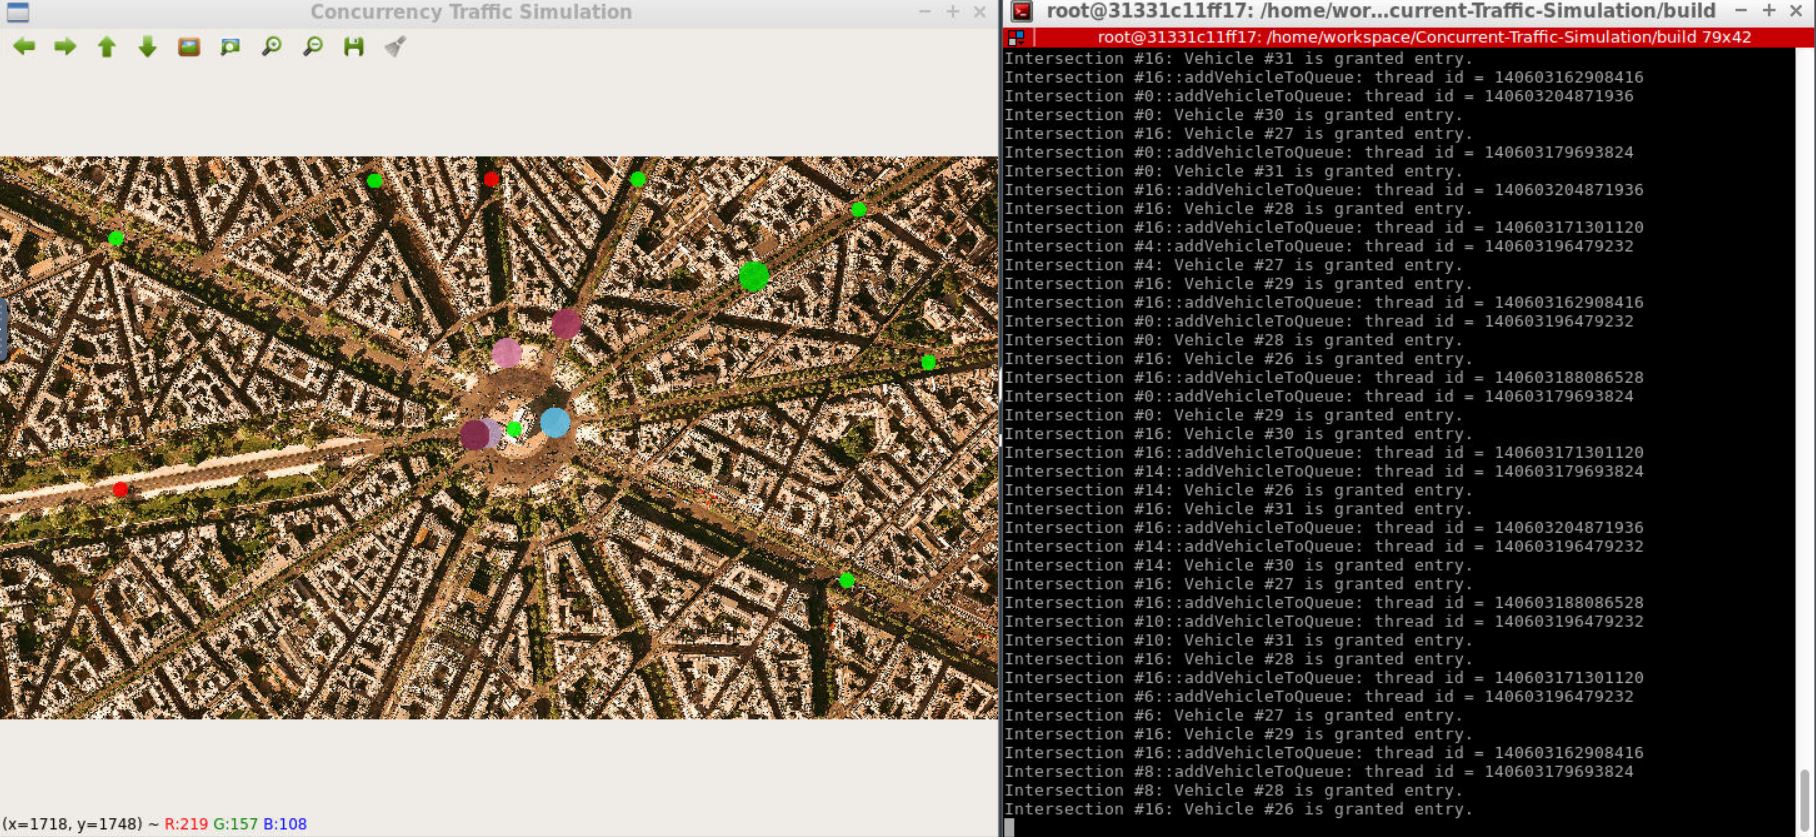 Concurrency Traffic Simulation
(x=1718, y=1748) ~ R:219 G:157 B:108
root@31331c11ff17: /home/wor...current-Traffic-Simulation/build
root@31331c11ff17: /home/workspace/Concurrent-Traffic-Simulation/build 79x42
Intersection #16: Vehicle #31 is granted entry.
Intersection #16::addVehicleToQueue: thread id = 140603162908416
Intersection #0::addVehicleToQueue: thread id = 140603204871936
Intersection #0: Vehicle #30 is granted entry.
Intersection #16: Vehicle #27 is granted entry.
Intersection #0::addVehicleToQueue: thread id = 140603179693824
Intersection #0: Vehicle #31 is granted entry.
Intersection #16::addVehicleToQueue: thread id = 140603204871936
Intersection #16: Vehicle #28 is granted entry.
Intersection #16::addVehicleToQueue: thread id = 140603171301120
Intersection #4::addVehicleToQueue: thread id = 140603196479232
Intersection #4: Vehicle #27 is granted entry.
Intersection #16: Vehicle #29 is granted entry.
Intersection #16::addVehicleToQueue: thread id = 140603162908416
Intersection #0::addVehicleToQueue: thread id = 140603196479232
Intersection #0: Vehicle #28 is granted entry.
Intersection #16: Vehicle #26 is granted entry.
Intersection #16::addVehicleToQueue: thread id = 140603188086528
Intersection #0::addVehicleToQueue: thread id = 140603179693824
Intersection #0: Vehicle #29 is granted entry.
Intersection #16: Vehicle #30 is granted entry.
Intersection #16::addVehicleToQueue: thread id = 140603171301120
Intersection #14::addVehicleToQueue: thread id = 140603179693824
Intersection #14: Vehicle #26 is granted entry.
Intersection #16: Vehicle #31 is granted entry.
Intersection #16::addVehicleToQueue: thread id = 140603204871936
Intersection #14::addVehicleToQueue: thread id = 140603196479232
Intersection #14: Vehicle #30 is granted entry.
Intersection #16: Vehicle #27 is granted entry.
Intersection #16::addVehicleToQueue: thread id = 140603188086528
Intersection #10::addVehicleToQueue: thread id = 140603196479232
Intersection #10: Vehicle #31 is granted entry.
Intersection #16: Vehicle #28 is granted entry.
Intersection #16::addVehicleToQueue: thread id = 140603171301120
Intersection #6::addVehicleToQueue: thread id = 140603196479232
Intersection #6: Vehicle #27 is granted entry.
Intersection #16: Vehicle #29 is granted entry.
Intersection #16::addVehicleToQueue: thread id = 140603162908416
Intersection #8::addVehicleToQueue: thread id = 140603179693824
Intersection #8: Vehicle #28 is granted entry.
Intersection #16: Vehicle #26 is granted entry.